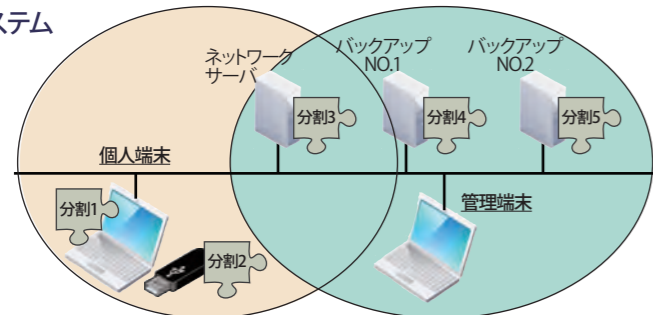 ステム
ネットワーク
サーバ
バックアップ
NO.1
バックアップ
NO.2
分割3
分割4
分割5
個人端末
管理端末
分割1
分割2